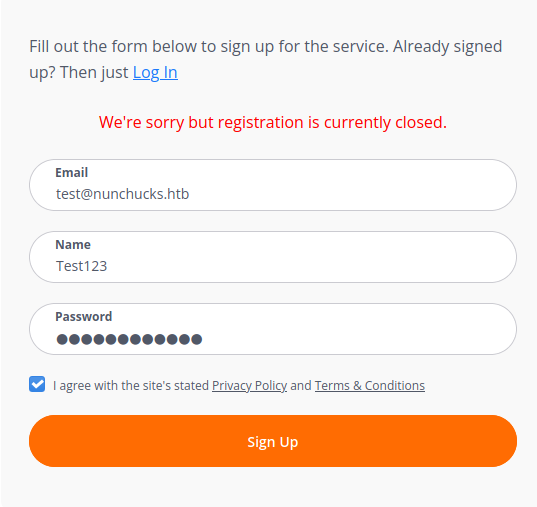 Fill out the form below to sign up for the service. Already signed
up? Then just Log In
We're sorry but registration is currently closed.
Email
test@nunchucks.htb
Name
Test123
Password
●●●●●●●●●●●●
I agree with the site's stated Privacy Policy and Terms & Conditions
Sign Up